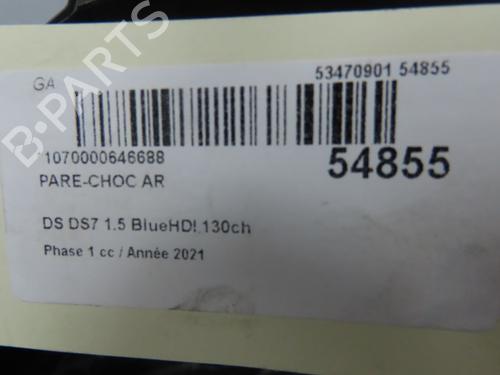 GA
53470901 54855
1070000646688
54855
PARE-CHOC AR
DS DS7 1.5 BlueHDI 130ch
Phase 1 cc / Année 2021
B-PARTS